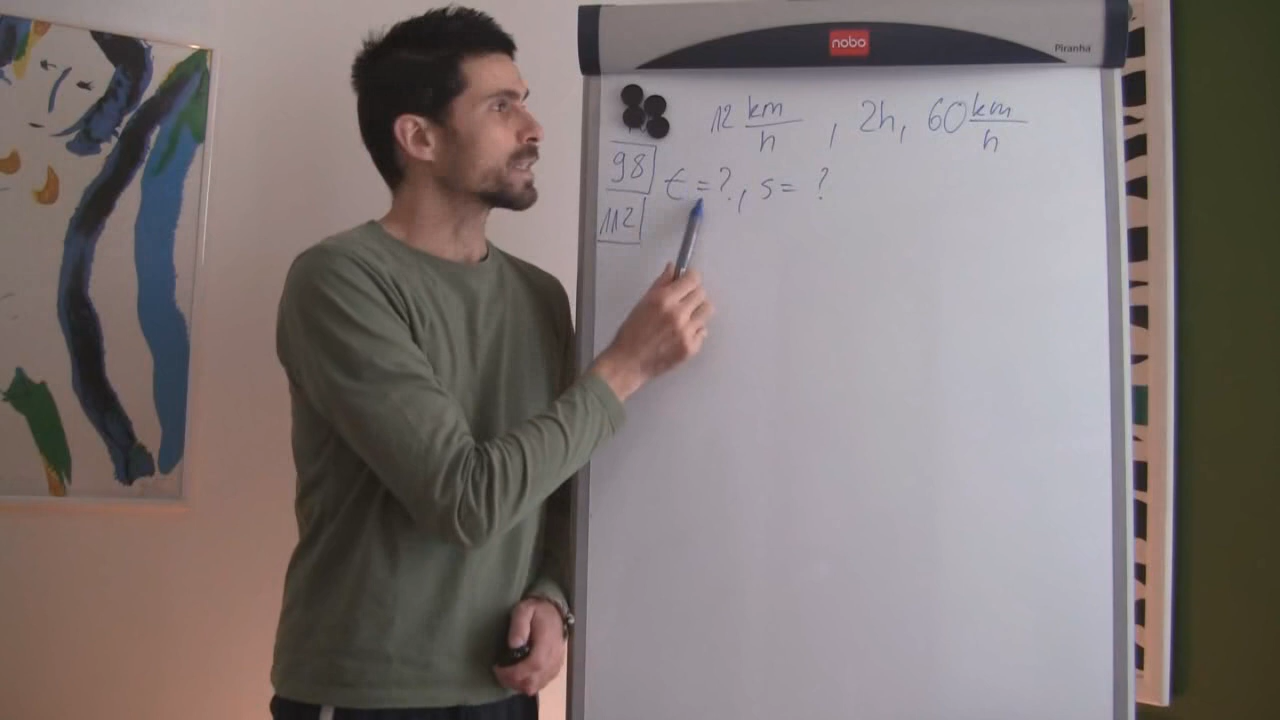 nobo
Piranha
12 km/h , 2h, 60 km/h
98
t = ? , s = ?
112